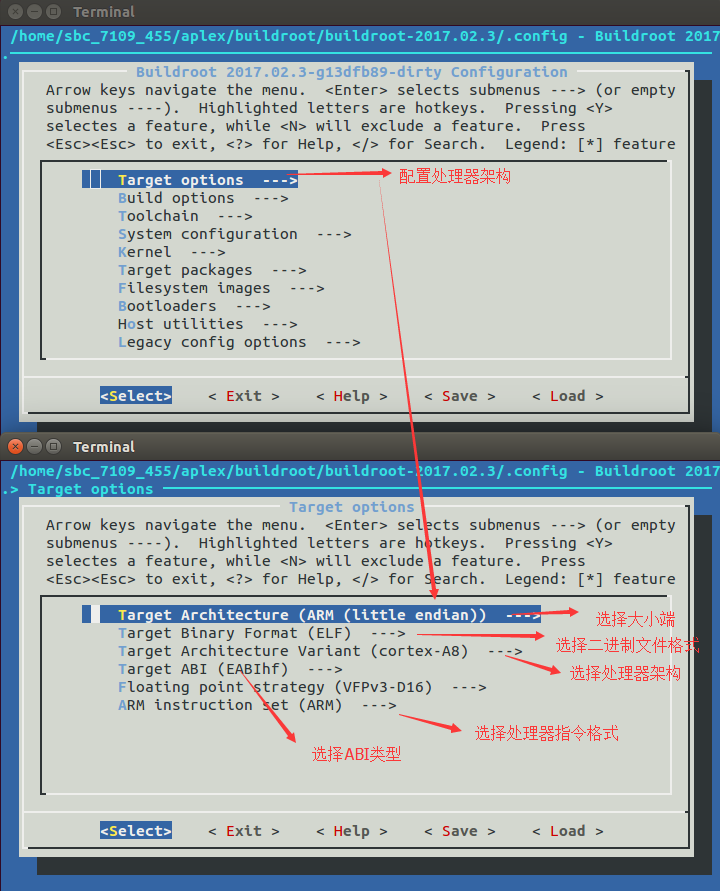 Terminal
/home/sbc_7109_455/aplex/buildroot/buildroot-2017.02.3/.config - Buildroot 2017
.
Buildroot 2017.02.3-g13dfb89-dirty Configuration
Arrow keys navigate the menu.  <Enter> selects submenus ---> (or empty
submenus ----).  Highlighted letters are hotkeys.  Pressing <Y>
selectes a feature, while <N> will exclude a feature.  Press
<Esc><Esc> to exit, <?> for Help, </> for Search.  Legend: [*] feature
Target options  --->
配置处理器架构
Build options  --->
Toolchain  --->
System configuration  --->
Kernel  --->
Target packages  --->
Filesystem images  --->
Bootloaders  --->
Host utilities  --->
Legacy config options  --->
<Select>    < Exit >    < Help >    < Save >    < Load >
Terminal
/home/sbc_7109_455/aplex/buildroot/buildroot-2017.02.3/.config - Buildroot 2017
.> Target options
Target options
Arrow keys navigate the menu.  <Enter> selects submenus ---> (or empty
submenus ----).  Highlighted letters are hotkeys.  Pressing <Y>
selectes a feature, while <N> will exclude a feature.  Press
<Esc><Esc> to exit, <?> for Help, </> for Search.  Legend: [*] feature
Target Architecture (ARM (little endian))  --->
选择大小端
Target Binary Format (ELF)  --->
选择二进制文件格式
Target Architecture Variant (cortex-A8)  --->
选择处理器架构
Target ABI (EABIhf)  --->
Floating point strategy (VFPv3-D16)  --->
ARM instruction set (ARM)  --->
选择处理器指令格式
选择ABI类型
<Select>    < Exit >    < Help >    < Save >    < Load >